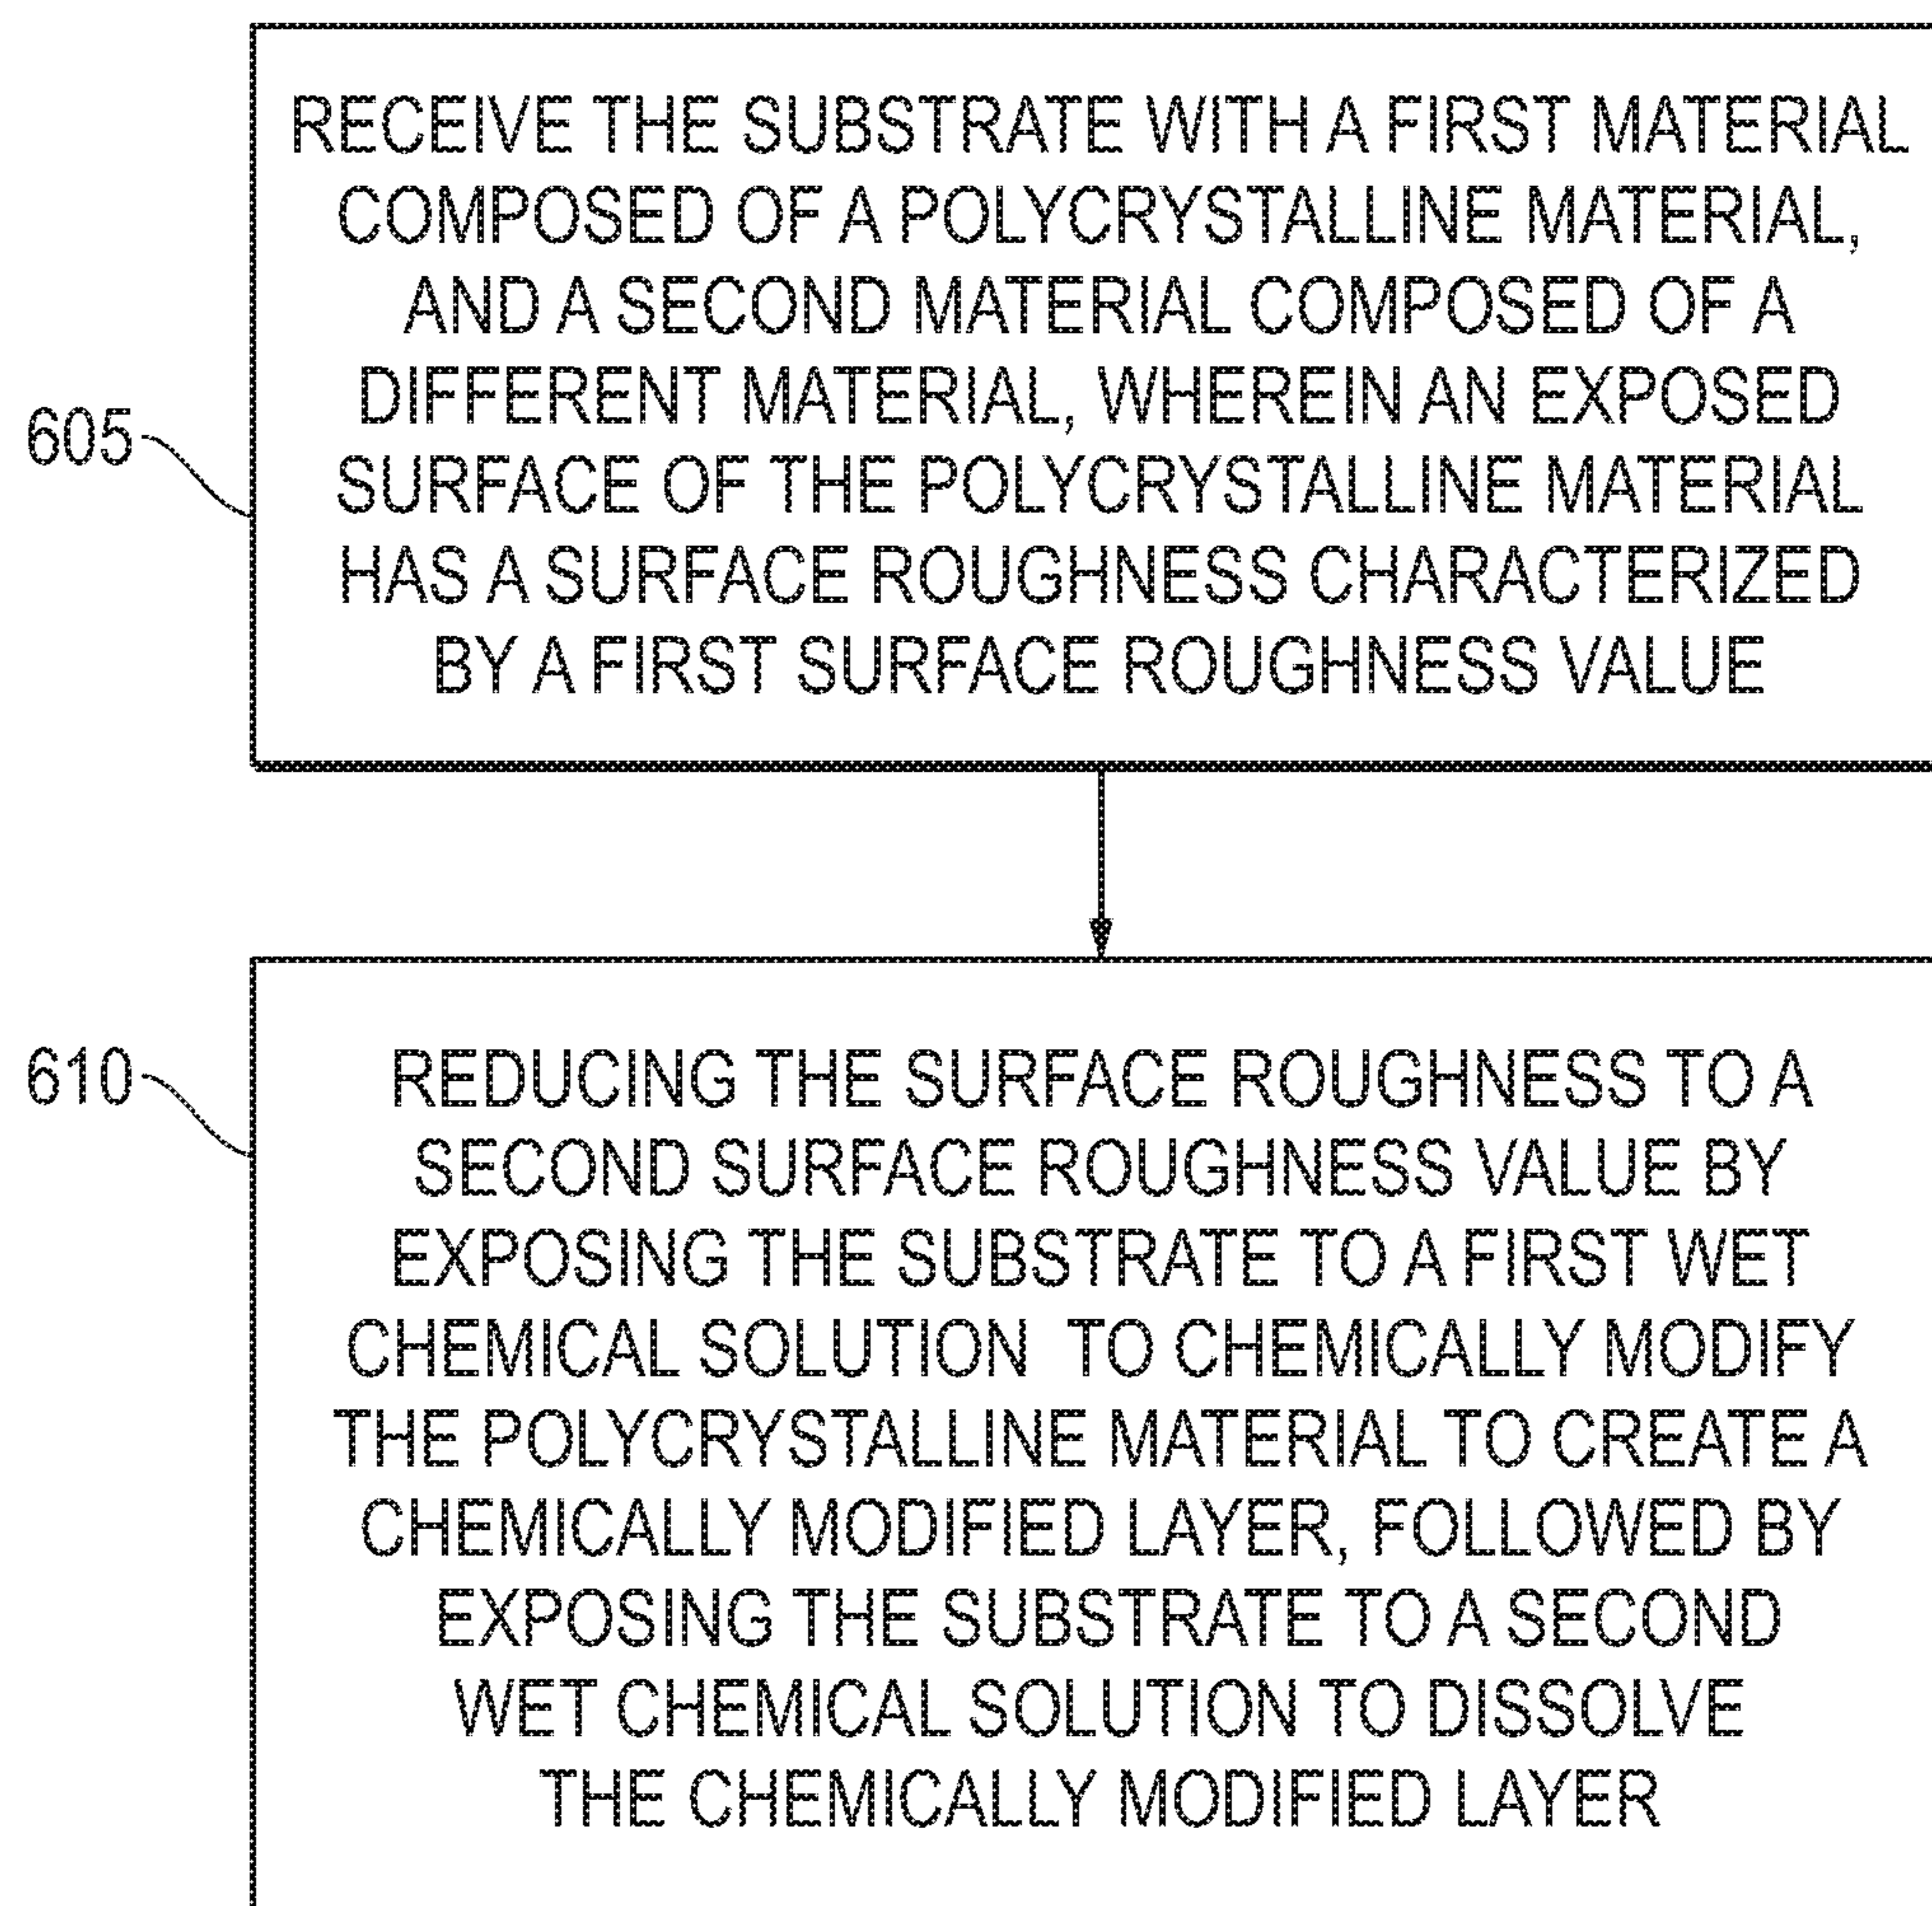 RECEIVE THE SUBSTRATE WITH A FIRST MATERIAL
COMPOSED OF A POLYCRYSTALLINE MATERIAL,
AND A SECOND MATERIAL COMPOSED OF A
DIFFERENT MATERIAL, WHEREIN AN EXPOSED
605
SURFACE OF THE POLYCRYSTALLINE MATERIAL
HAS A SURFACE ROUGHNESS CHARACTERIZED
BY A FIRST SURFACE ROUGHNESS VALUE
610
REDUCING THE SURFACE ROUGHNESS TO A
SECOND SURFACE ROUGHNESS VALUE BY
EXPOSING THE SUBSTRATE TO A FIRST WET
CHEMICAL SOLUTION TO CHEMICALLY MODIFY
THE POLYCRYSTALLINE MATERIAL TO CREATE A
CHEMICALLY MODIFIED LAYER, FOLLOWED BY
EXPOSING THE SUBSTRATE TO A SECOND
WET CHEMICAL SOLUTION TO DISSOLVE
THE CHEMICALLY MODIFIED LAYER